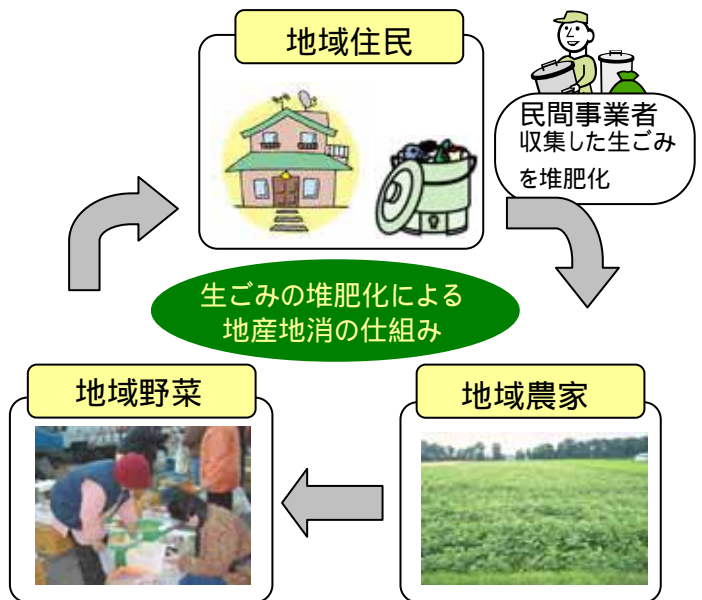 地域住民
民間事業者
収集した生ごみ
を堆肥化
生ごみの堆肥化による
地産地消の仕組み
地域野菜
地域農家